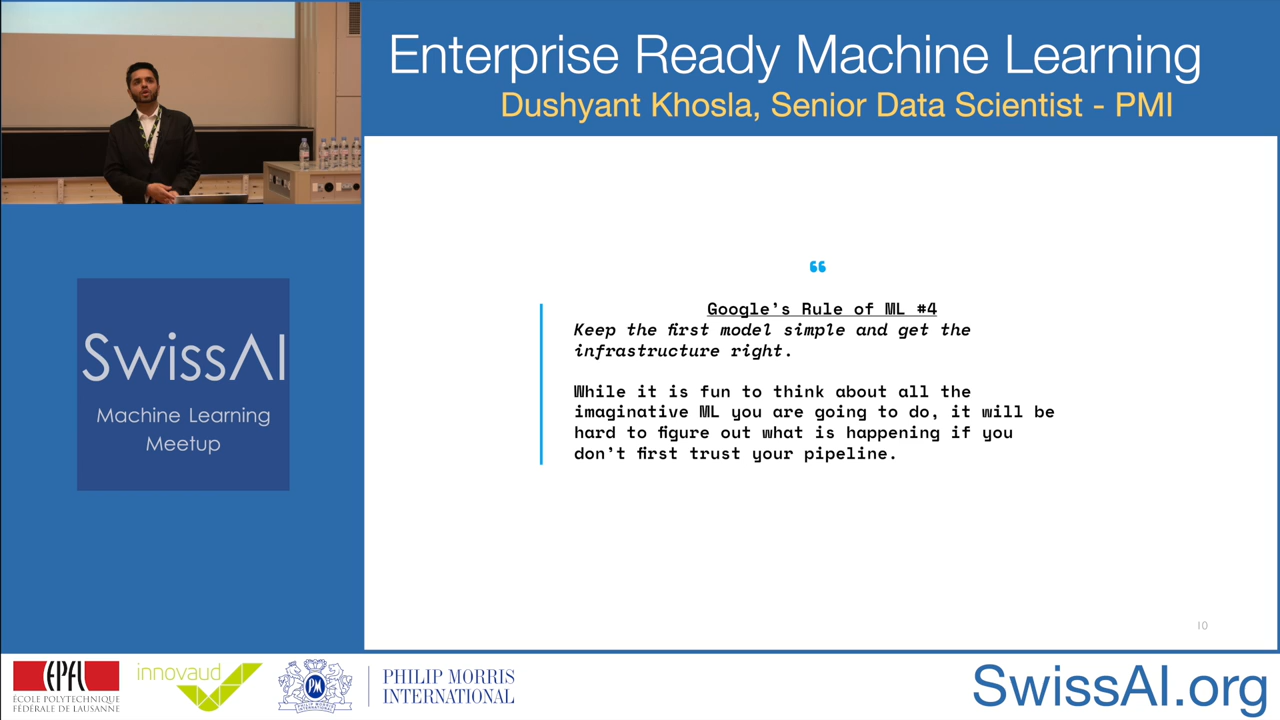 Enterprise Ready Machine Learning
Dushyant Khosla, Senior Data Scientist - PMI
SwissAI
Machine Learning
Meetup
“
Google’s Rule of ML #4
Keep the first model simple and get the
infrastructure right.
While it is fun to think about all the
imaginative ML you are going to do, it will be
hard to figure out what is happening if you
don’t first trust your pipeline.
10
EPFL
ÉCOLE POLYTECHNIQUE
FÉDÉRALE DE LAUSANNE
innovaud
PM
PHILIP MORRIS
INTERNATIONAL
SwissAI.org